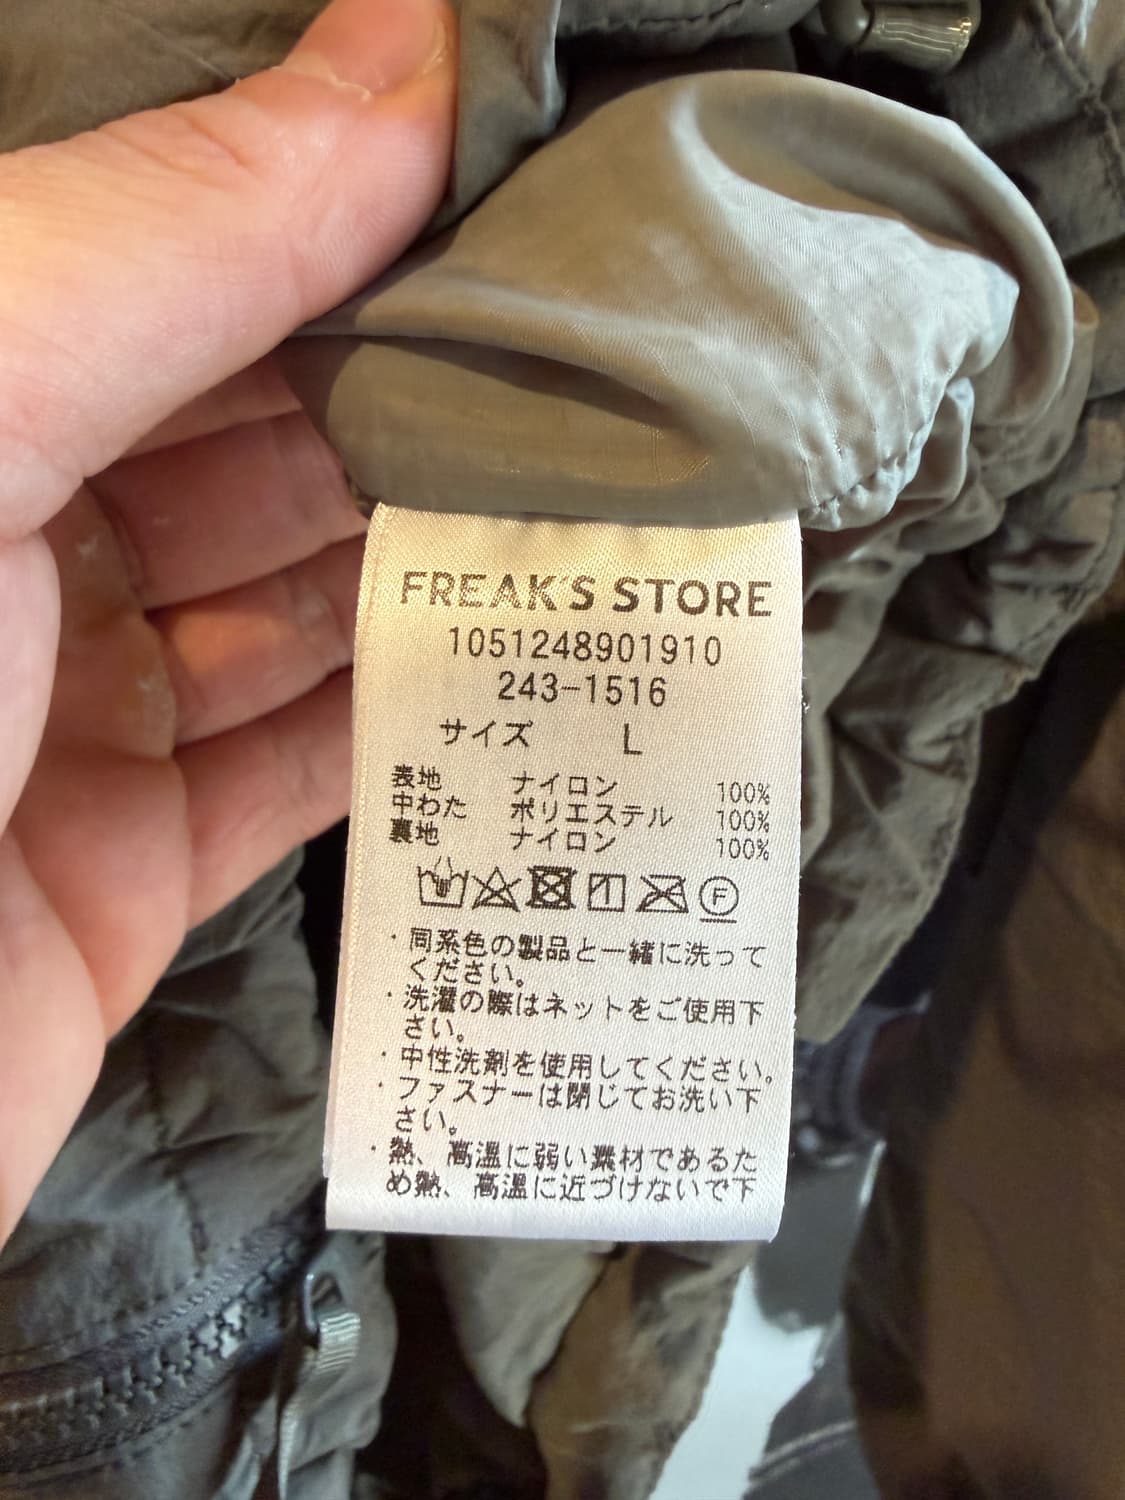 FREAK'S STORE
1051248901910
243-1516
サイズ L
表地 ナイロン 100%
中わた ポリエステル 100%
裏地 ナイロン 100%
F
・同系色の製品と一緒に洗って
ください。
・洗濯の際はネットをご使用下
さい。
・中性洗剤を使用してください。
・ファスナーは閉じてお洗い下
さい。
・熱、高温に弱い素材であるた
め熱、高温に近づけないで下